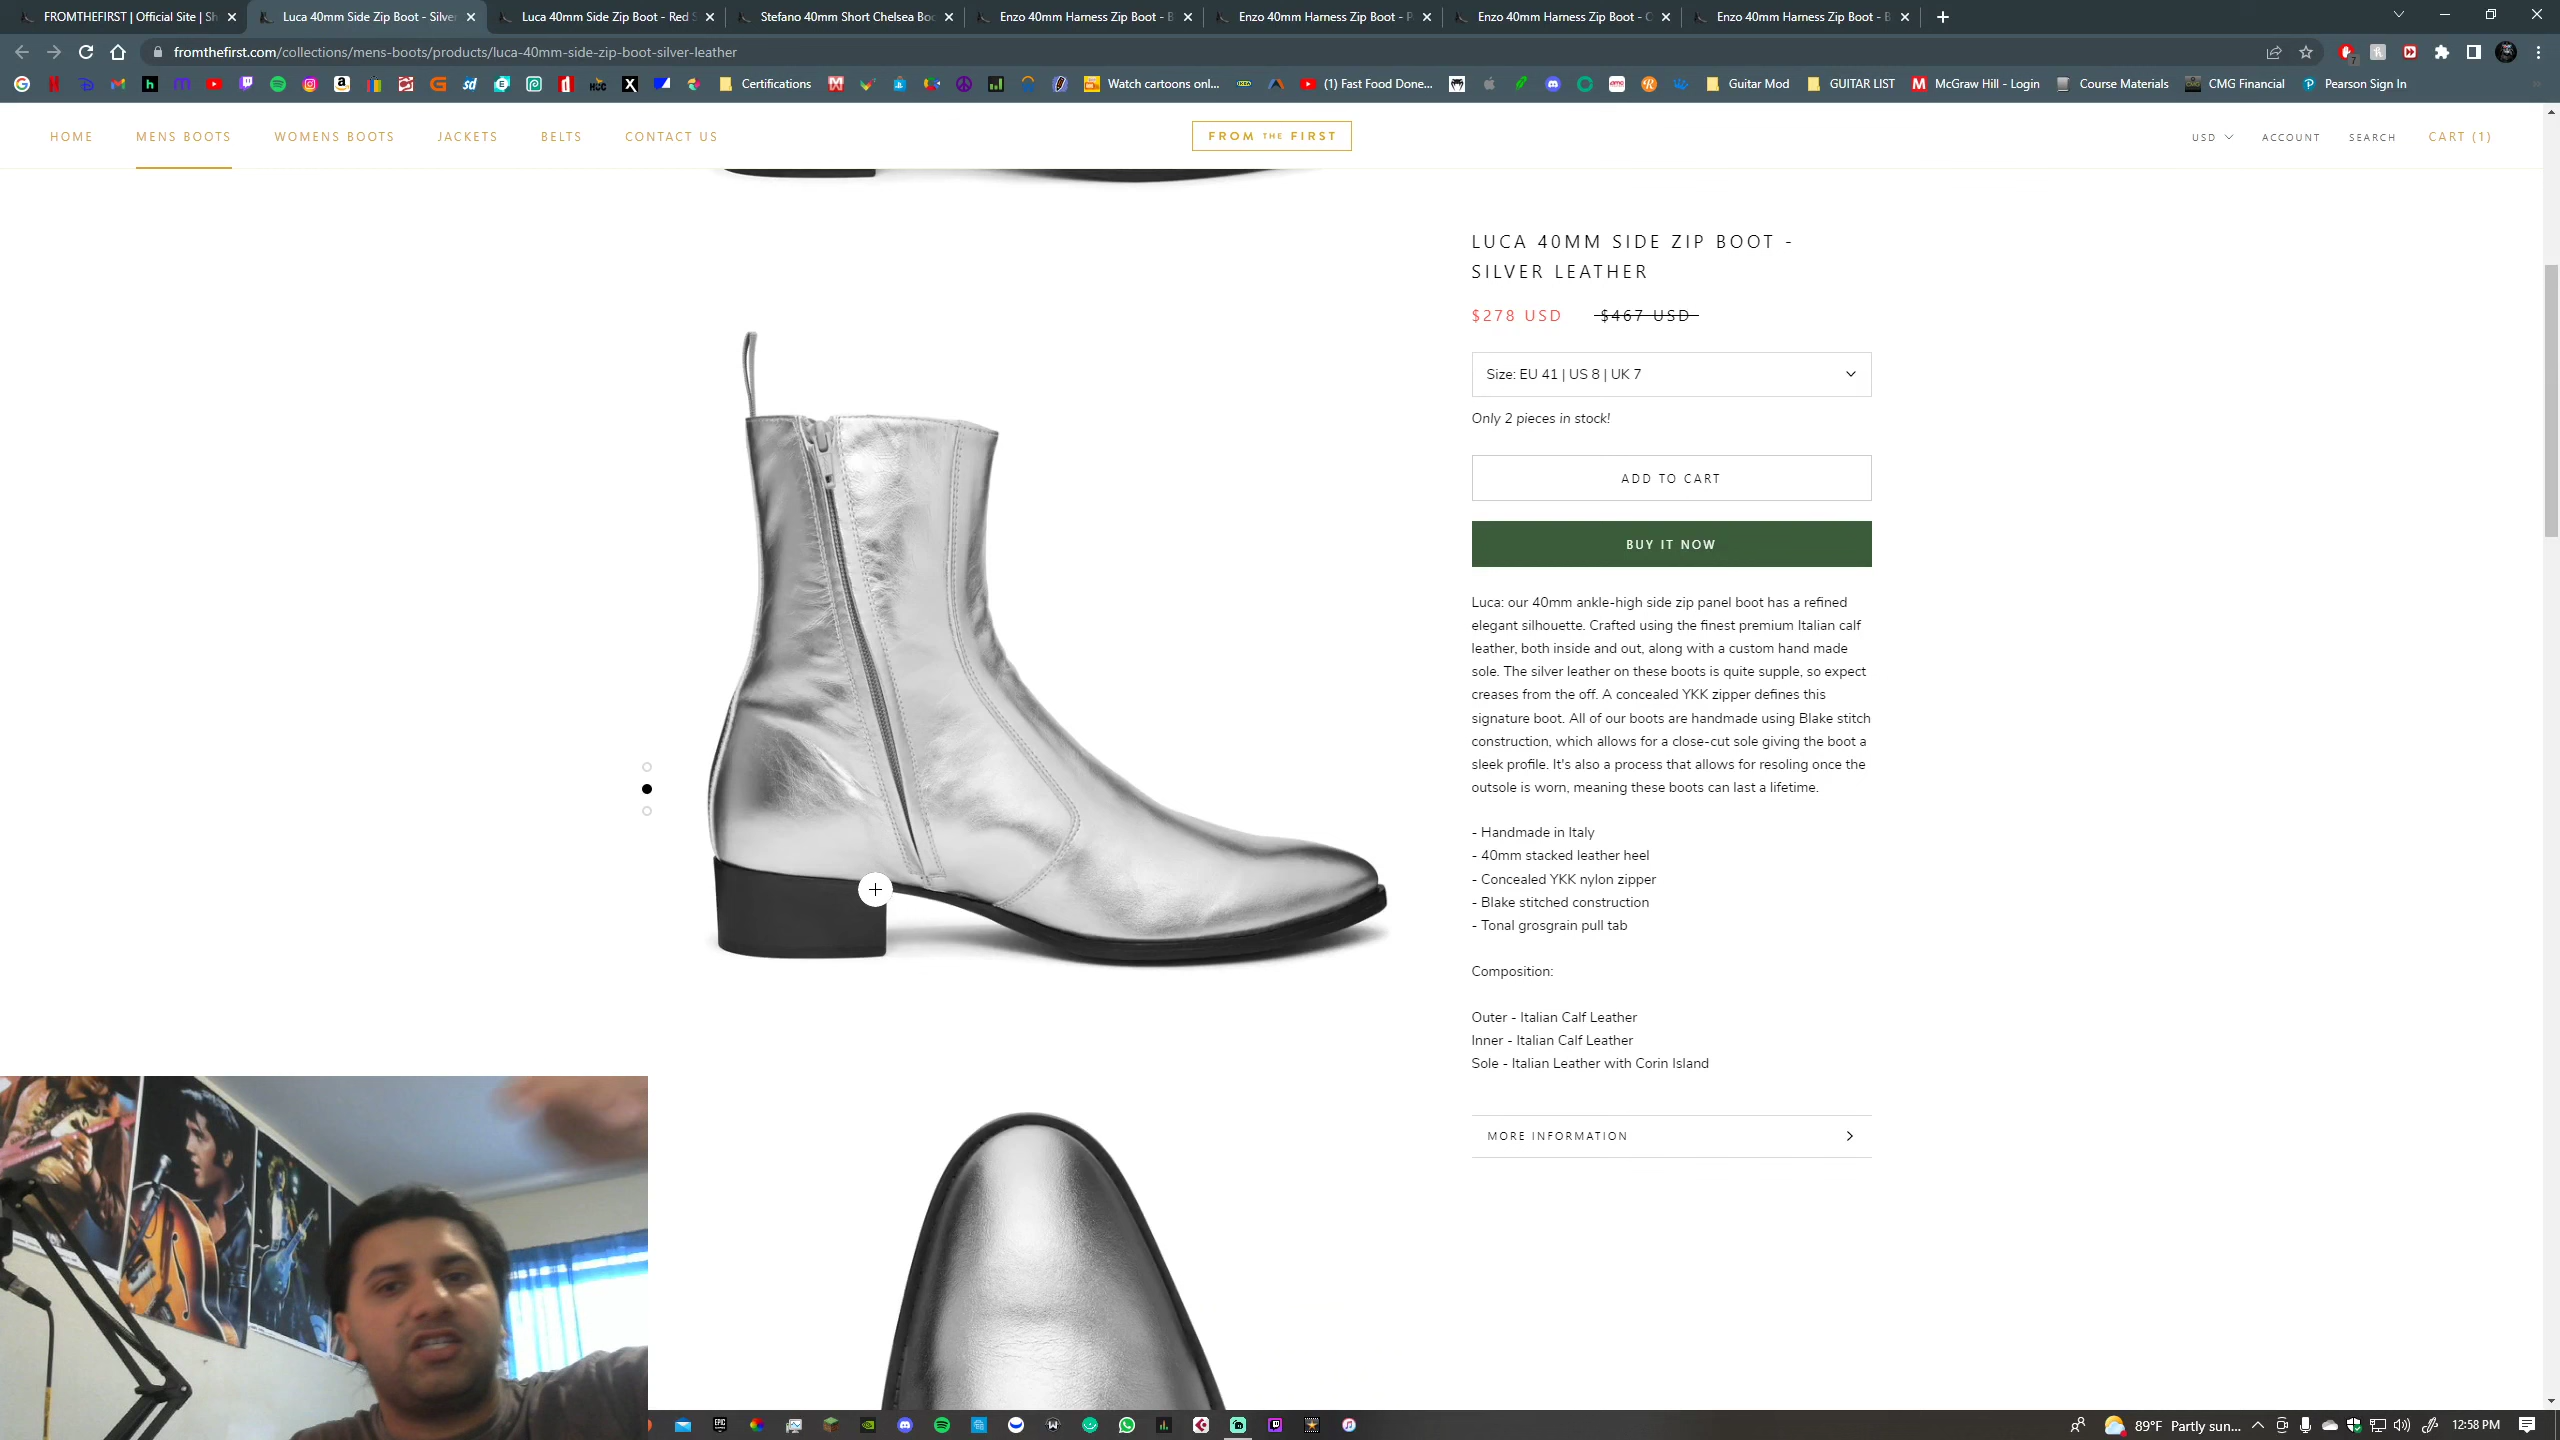 FROMTHEFIRST | Official Site | Sh
Luca 40mm Side Zip Boot - Silver
Luca 40mm Side Zip Boot - Red S
Stefano 40mm Short Chelsea Boo
Enzo 40mm Harness Zip Boot - B
Enzo 40mm Harness Zip Boot - P
Enzo 40mm Harness Zip Boot - C
Enzo 40mm Harness Zip Boot - B
fromthefirst.com/collections/mens-boots/products/luca-40mm-side-zip-boot-silver-leather
Certifications
Watch cartoons onl...
(1) Fast Food Done...
Guitar Mod
GUITAR LIST
McGraw Hill - Login
Course Materials
CMG Financial
Pearson Sign In
HOME
MENS BOOTS
WOMENS BOOTS
JACKETS
BELTS
CONTACT US
FROM THE FIRST
USD
ACCOUNT
SEARCH
CART (1)
LUCA 40MM SIDE ZIP BOOT -
SILVER LEATHER
$278 USD $467 USD
Size: EU 41 | US 8 | UK 7
Only 2 pieces in stock!
ADD TO CART
BUY IT NOW
Luca: our 40mm ankle-high side zip panel boot has a refined
elegant silhouette. Crafted using the finest premium Italian calf
leather, both inside and out, along with a custom hand made
sole. The silver leather on these boots is quite supple, so expect
creases from the off. A concealed YKK zipper defines this
signature boot. All of our boots are handmade using Blake stitch
construction, which allows for a close-cut sole giving the boot a
sleek profile. It's also a process that allows for resoling once the
outsole is worn, meaning these boots can last a lifetime.
- Handmade in Italy
- 40mm stacked leather heel
- Concealed YKK nylon zipper
- Blake stitched construction
- Tonal grosgrain pull tab
Composition:
Outer - Italian Calf Leather
Inner - Italian Calf Leather
Sole - Italian Leather with Corin Island
MORE INFORMATION
89°F Partly sun...
12:58 PM